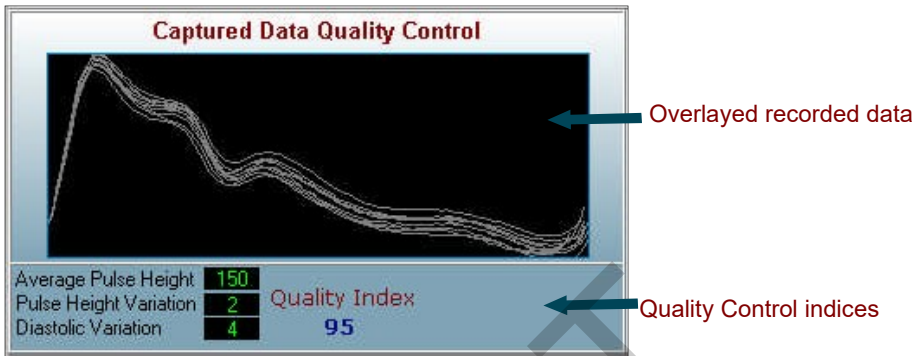 Captured Data Quality Control
Overlayed recorded data
Average Pulse Height 150
Pulse Height Variation 2
Diastolic Variation 4
Quality Index
95
Quality Control indices